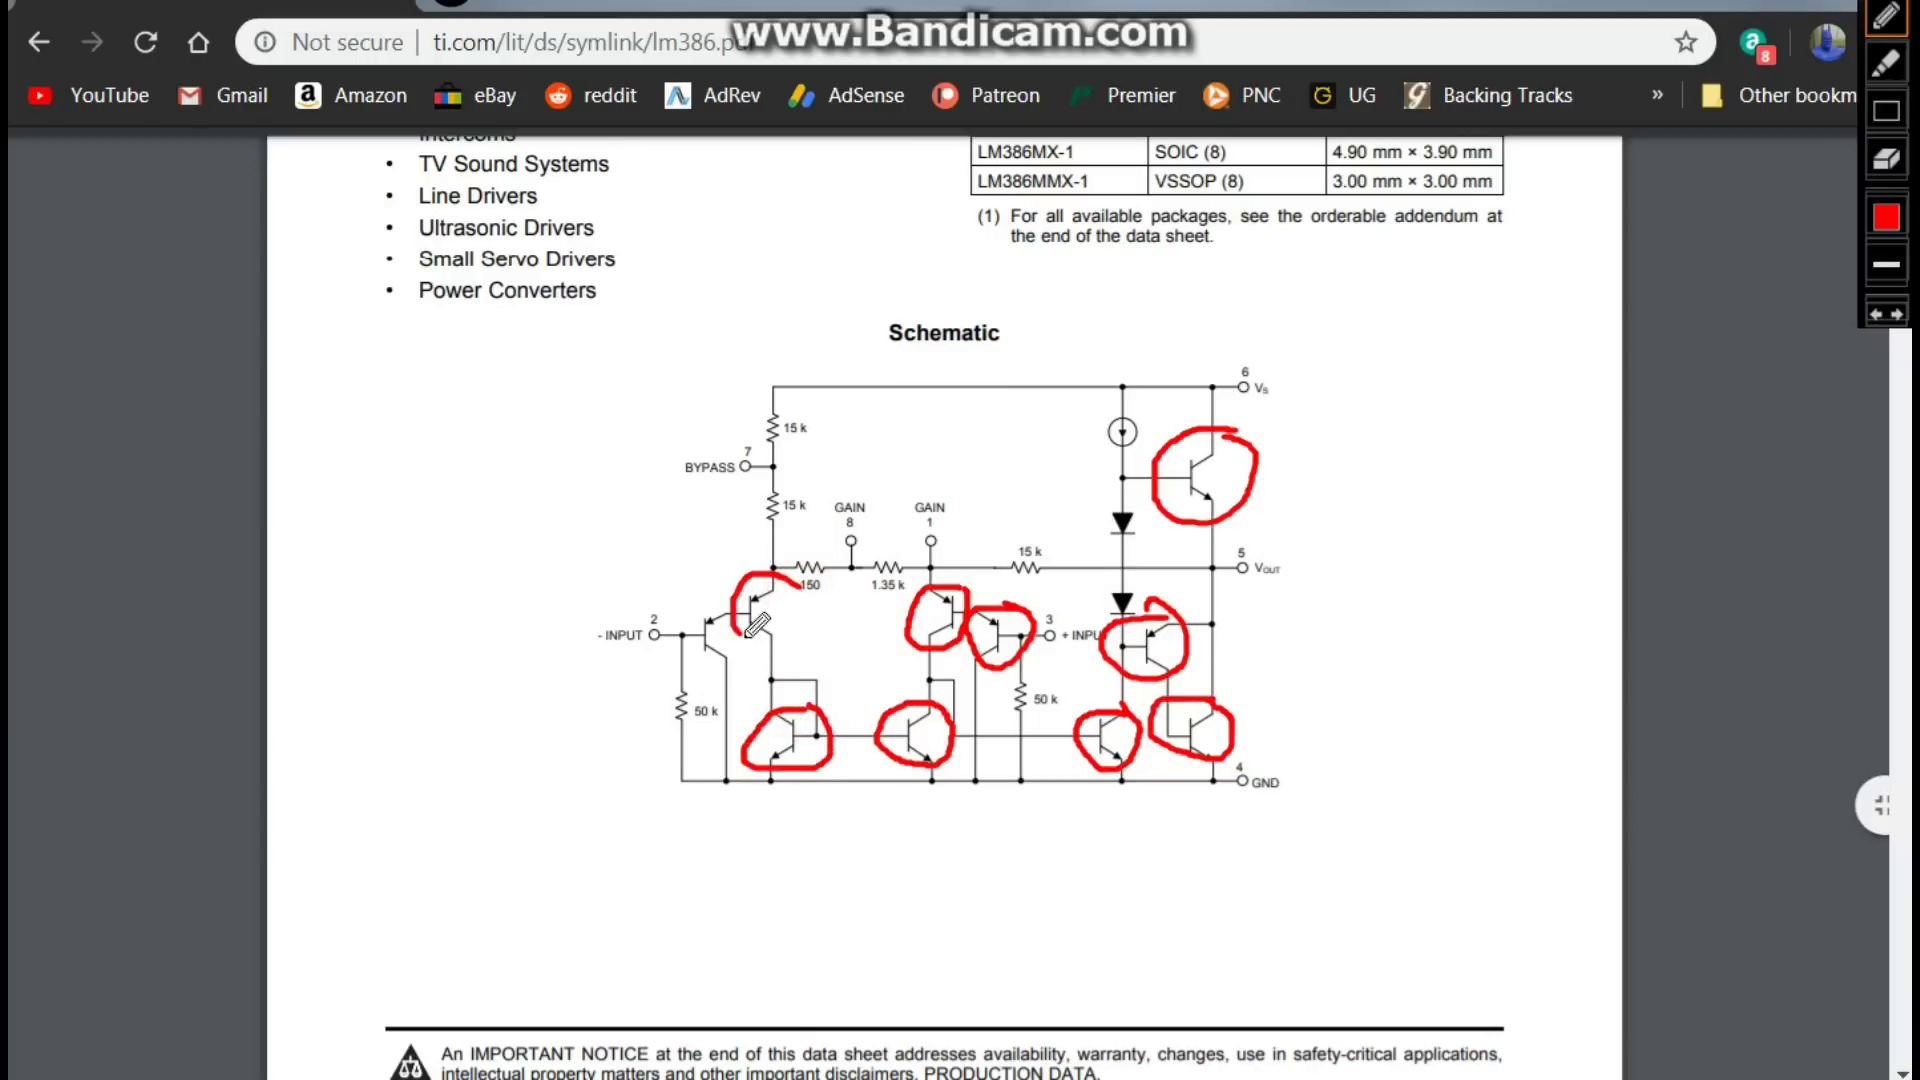 www.Bandicam.com
Not secure | ti.com/lit/ds/symlink/lm386.p
8
YouTube Gmail Amazon eBay reddit AdRev AdSense Patreon Premier PNC UG Backing Tracks » Other bookm
Intercoms
• TV Sound Systems
• Line Drivers
• Ultrasonic Drivers
• Small Servo Drivers
• Power Converters
LM386MX-1 SOIC (8) 4.90 mm × 3.90 mm
LM386MMX-1 VSSOP (8) 3.00 mm × 3.00 mm
(1) For all available packages, see the orderable addendum at
the end of the data sheet.
Schematic
6
VS
15 k
7
BYPASS
15 k
GAIN
8
GAIN
1
15 k
5
VOUT
150
1.35 k
2
- INPUT
3
+ INPU
50 k
50 k
4
GND
An IMPORTANT NOTICE at the end of this data sheet addresses availability, warranty, changes, use in safety-critical applications,
intellectual property matters and other important disclaimers. PRODUCTION DATA.